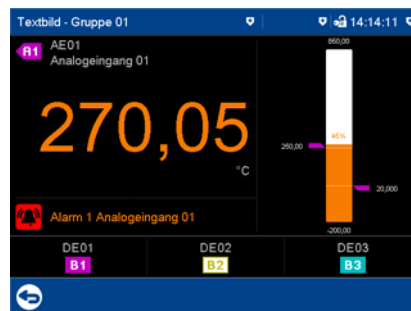 Textbild - Gruppe 01
14:14:11
A1
AE01
Analogeingang 01
270,05
°C
850,00
45%
250,00
20,000
-200,00
Alarm 1 Analogeingang 01
DE01
DE02
DE03
B1
B2
B3